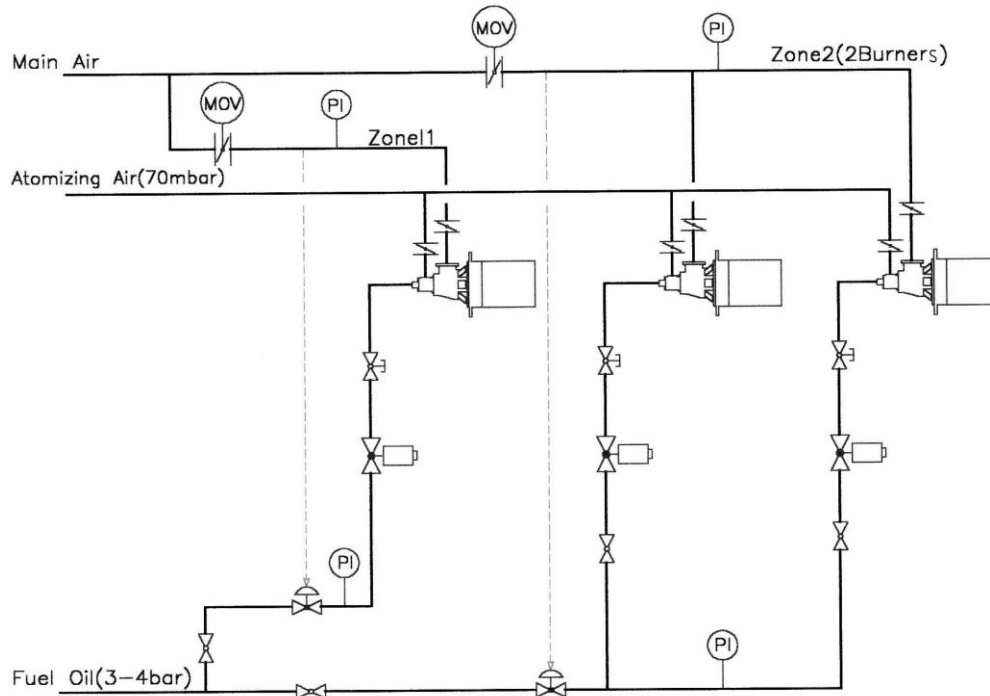 MOV
PI
Main Air
Zone2(2Burners)
MOV
PI
Zonel1
Atomizing Air(70mbar)
PI
PI
Fuel Oil(3-4bar)